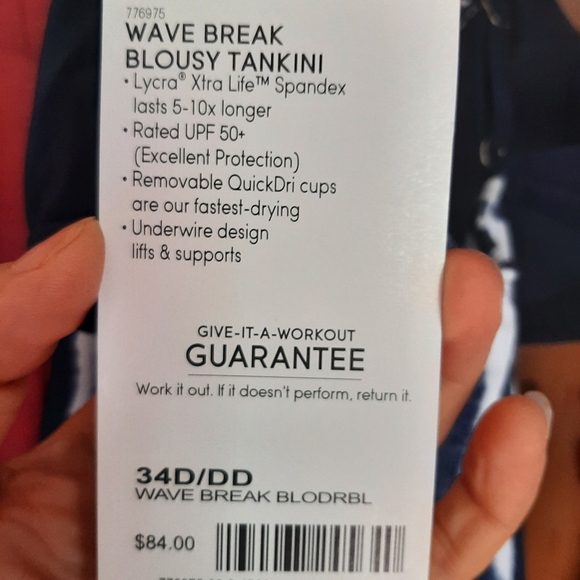 776975
WAVE BREAK
BLOUSY TANKINI
• Lycra® Xtra Life™ Spandex
lasts 5-10x longer
• Rated UPF 50+
(Excellent Protection)
• Removable QuickDri cups
are our fastest-drying
• Underwire design
lifts & supports
GIVE-IT-A-WORKOUT
GUARANTEE
Work it out. If it doesn't perform, return it.
34D/DD
WAVE BREAK BLODRBL
$84.00